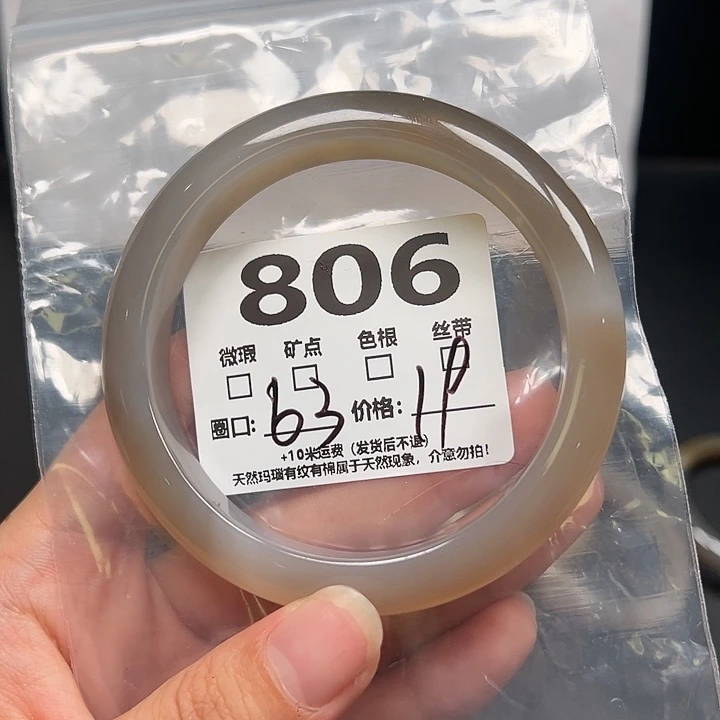 806
微瑕 矿点 色根 丝带
圈口: 63 价格:
+10米运费 (发货后不退)
天然玛瑙有纹有棉属于天然现象, 介意勿拍!